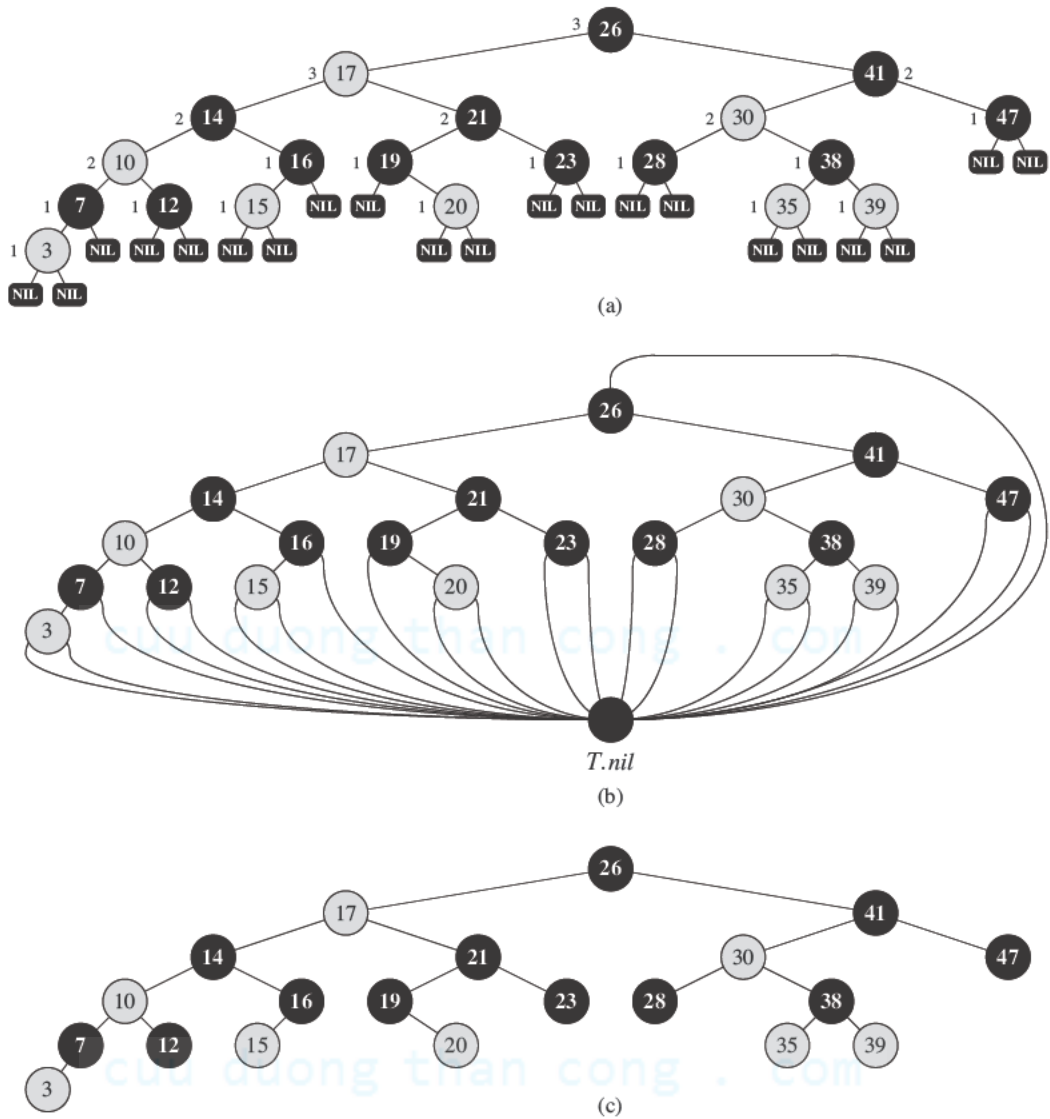 3 26
3 17 41 2
2 14 2 21 2 30 1 47
2 10 1 16 1 19 1 23 1 28 1 38 NIL NIL
1 7 1 12 1 15 NIL NIL 1 20 NIL NIL NIL NIL 1 35 1 39
1 3 NIL NIL NIL NIL NIL NIL NIL NIL NIL NIL NIL
NIL NIL
(a)
26
17 41
14 21 30 47
10 16 19 23 28 38
7 12 15 20 35 39
3
cuu duong than cong . com
T.nil
(b)
26
17 41
14 21 30 47
10 16 19 23 28 38
7 12 15 20 35 39
cuu duong than cong . com
3
(c)